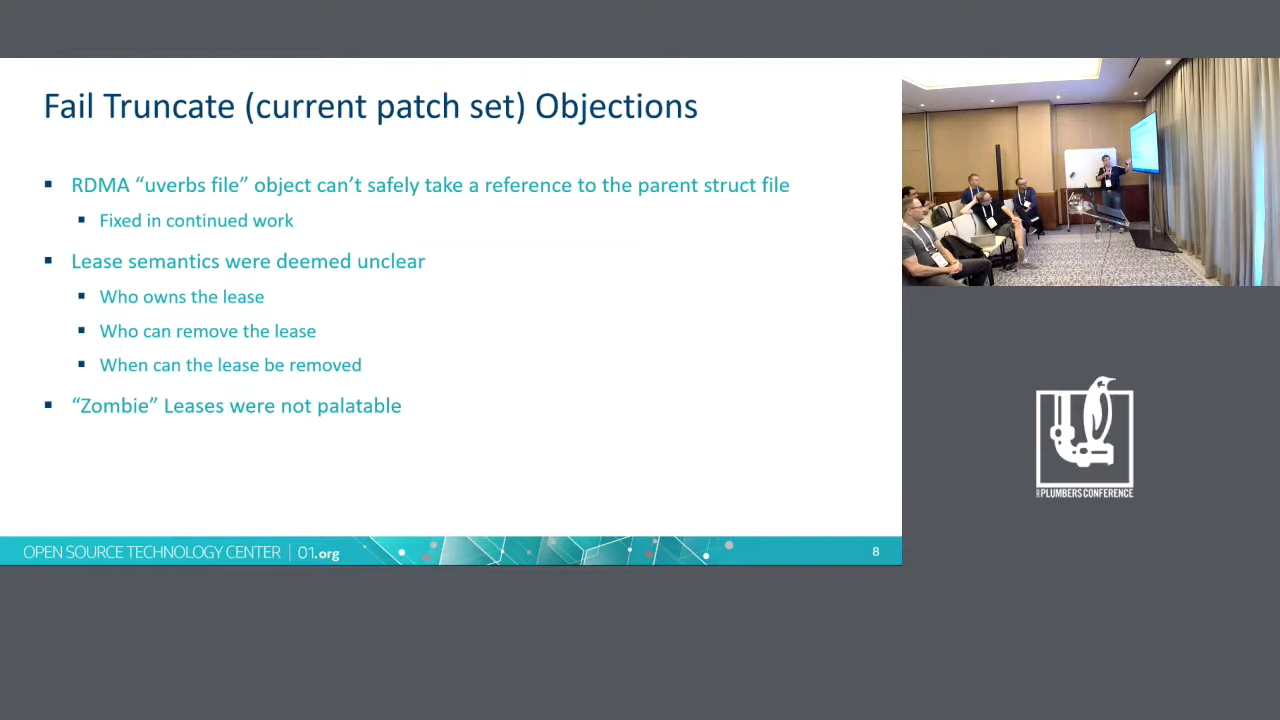 Fail Truncate (current patch set) Objections
RDMA “uverbs file” object can’t safely take a reference to the parent struct file
Fixed in continued work
Lease semantics were deemed unclear
Who owns the lease
Who can remove the lease
When can the lease be removed
“Zombie” Leases were not palatable
OPEN SOURCE TECHNOLOGY CENTER | 01.org
8
PLUMBERS CONFERENCE